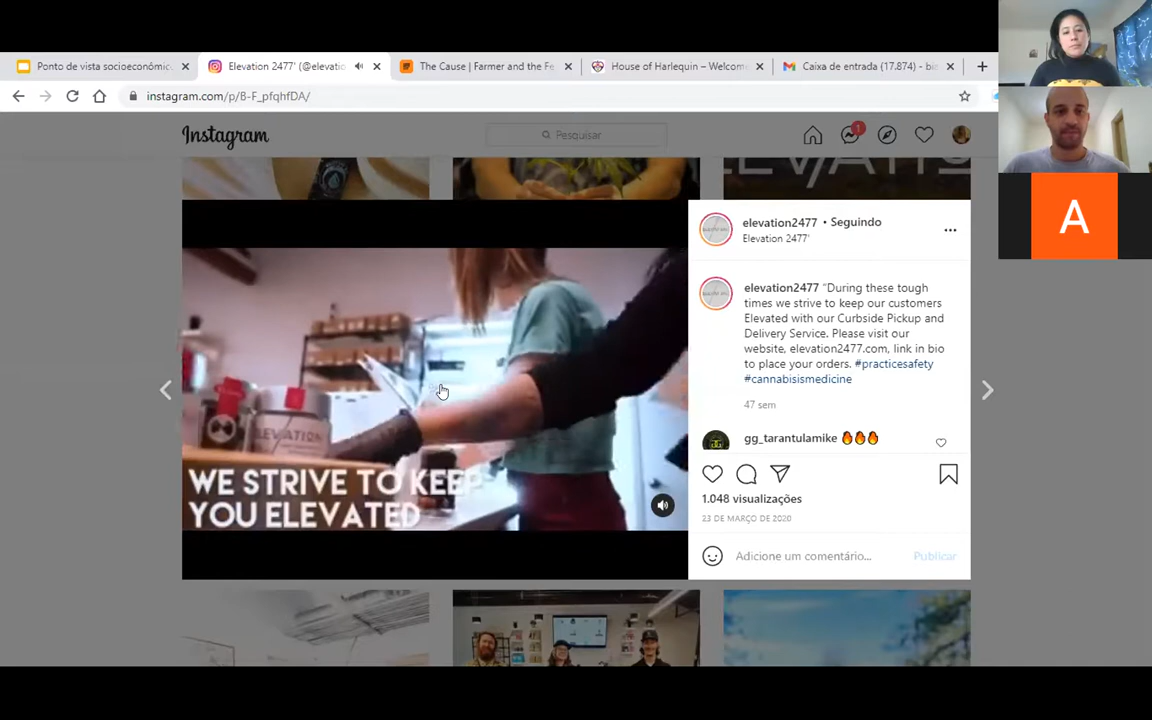 Ponto de vista socioeconômic
Elevation 2477' (@elevatio
The Cause | Farmer and the Fe
House of Harlequin – Welcom
Caixa de entrada (17.874) - bi
instagram.com/p/B-F_pfqhfDA/
Instagram
Pesquisar
1
elevation2477 • Seguindo
Elevation 2477'
elevation2477 "During these tough
times we strive to keep our customers
Elevated with our Curbside Pickup and
Delivery Service. Please visit our
website, elevation2477.com, link in bio
to place your orders. #practicesafety
#cannabisismedicine
47 sem
gg_tarantulamike 🔥🔥🔥
ELEVATION
WE STRIVE TO KEEP
YOU ELEVATED
1.048 visualizações
23 DE MARÇO DE 2020
Adicione um comentário...
Publicar
A